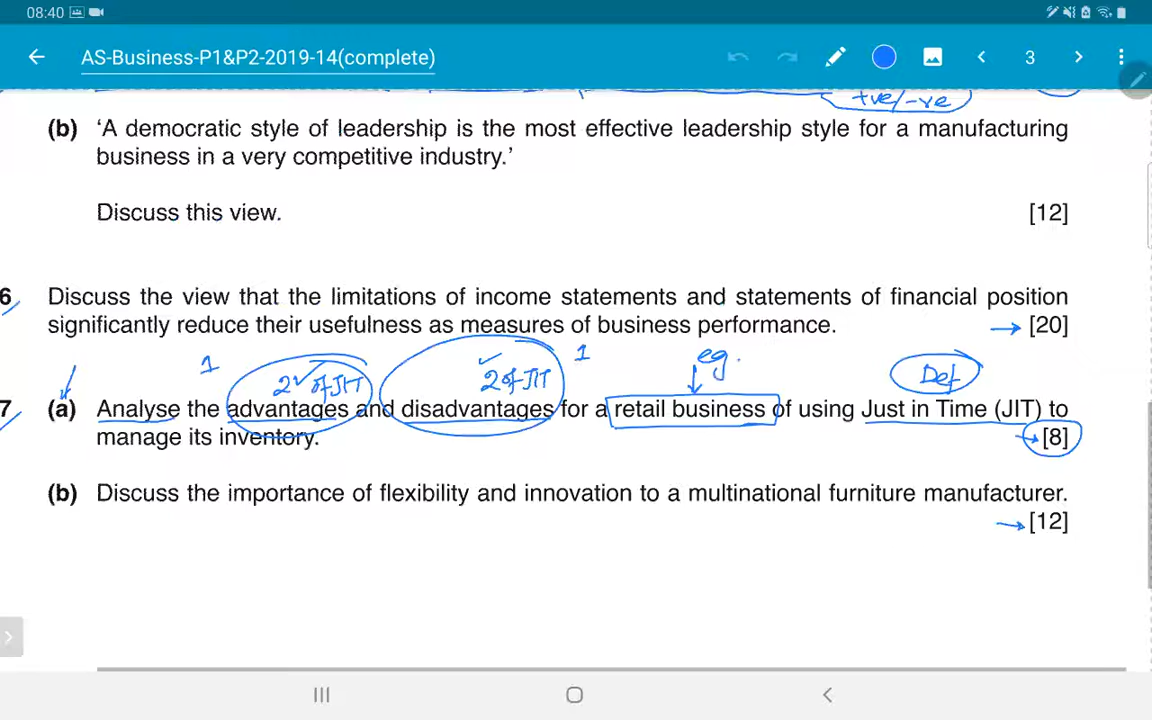 08:40
AS-Business-P1&P2-2019-14(complete)
3
+ve/-ve
(b) ‘A democratic style of leadership is the most effective leadership style for a manufacturing
business in a very competitive industry.’
Discuss this view. [12]
6 Discuss the view that the limitations of income statements and statements of financial position
significantly reduce their usefulness as measures of business performance. → [20]
1 2 ✓ of JIT ✓ 2 of JIT 1 eg. Def
7 (a) Analyse the advantages and disadvantages for a retail business of using Just in Time (JIT) to
manage its inventory. → [8]
(b) Discuss the importance of flexibility and innovation to a multinational furniture manufacturer.
→ [12]